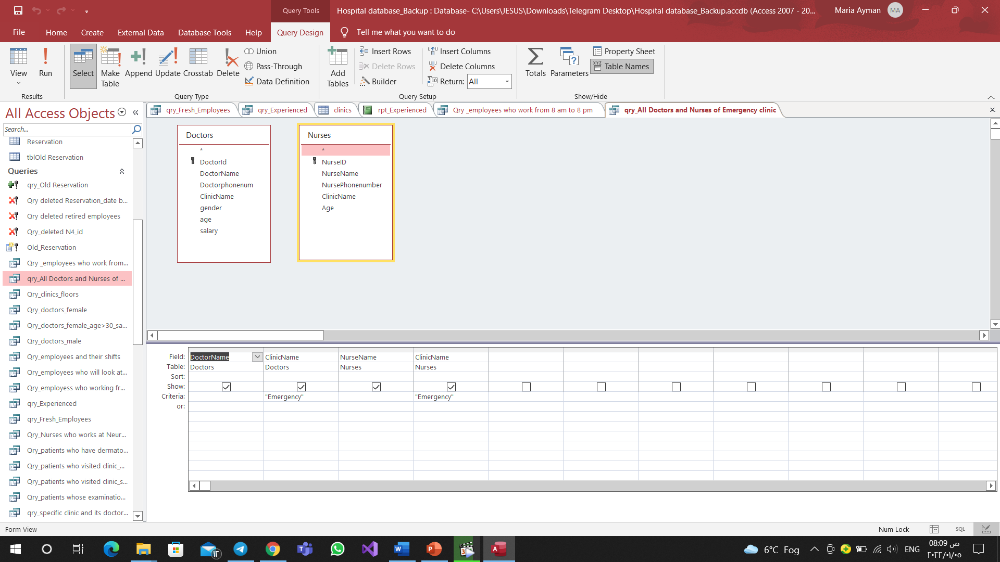 Query Tools
Hospital database_Backup : Database- C:\Users\JESUS\Downloads\Telegram Desktop\Hospital database_Backup.accdb (Access 2007 - 20...
Maria Ayman
MA
File
Home
Create
External Data
Database Tools
Help
Query Design
Tell me what you want to do
View
Run
Select
Make Table
Append
Update
Crosstab
Delete
Union
Pass-Through
Data Definition
Add Tables
Insert Rows
Delete Rows
Builder
Insert Columns
Delete Columns
Return: All
Totals
Parameters
Property Sheet
Table Names
Results
Query Type
Query Setup
Show/Hide
All Access Objects
Search...
Reservation
tblOld Reservation
Queries
qry_Old Reservation
Qry deleted Reservation_date b...
Qry deleted retired employees
Qry_deleted N4_id
Old_Reservation
Qry _employees who work from...
qry_All Doctors and Nurses of ...
Qry_clinics_floors
Qry_doctors_female
Qry_doctors_female_age>30_sa...
Qry_doctors_male
Qry_employees and their shifts
Qry_employees who will look at...
Qry_employess who working fr...
qry_Experienced
qry_Fresh_Employees
Qry_Nurses who works at Neur...
Qry_patients who have dermato...
Qry_patients who visited clinic_...
Qry_patients who visited clinic_s...
Qry_patients whose examinatio...
qry_specific clinic and its doctor...
qry_Fresh_Employees
qry_Experienced
clinics
rpt_Experienced
Qry _employees who work from 8 am to 8 pm
qry_All Doctors and Nurses of Emergency clinic
Doctors
*
DoctorId
DoctorName
Doctorphonenum
ClinicName
gender
age
salary
Nurses
*
NurseID
NurseName
NursePhonenumber
ClinicName
Age
Field: DoctorName ClinicName NurseName ClinicName
Table: Doctors Doctors Nurses Nurses
Sort:
Show:
Criteria: "Emergency" "Emergency"
or:
Form View
Num Lock
SQL
١٣
6°C Fog
ENG
08:09 ص
٢٠٢٢/٠١/٠٥